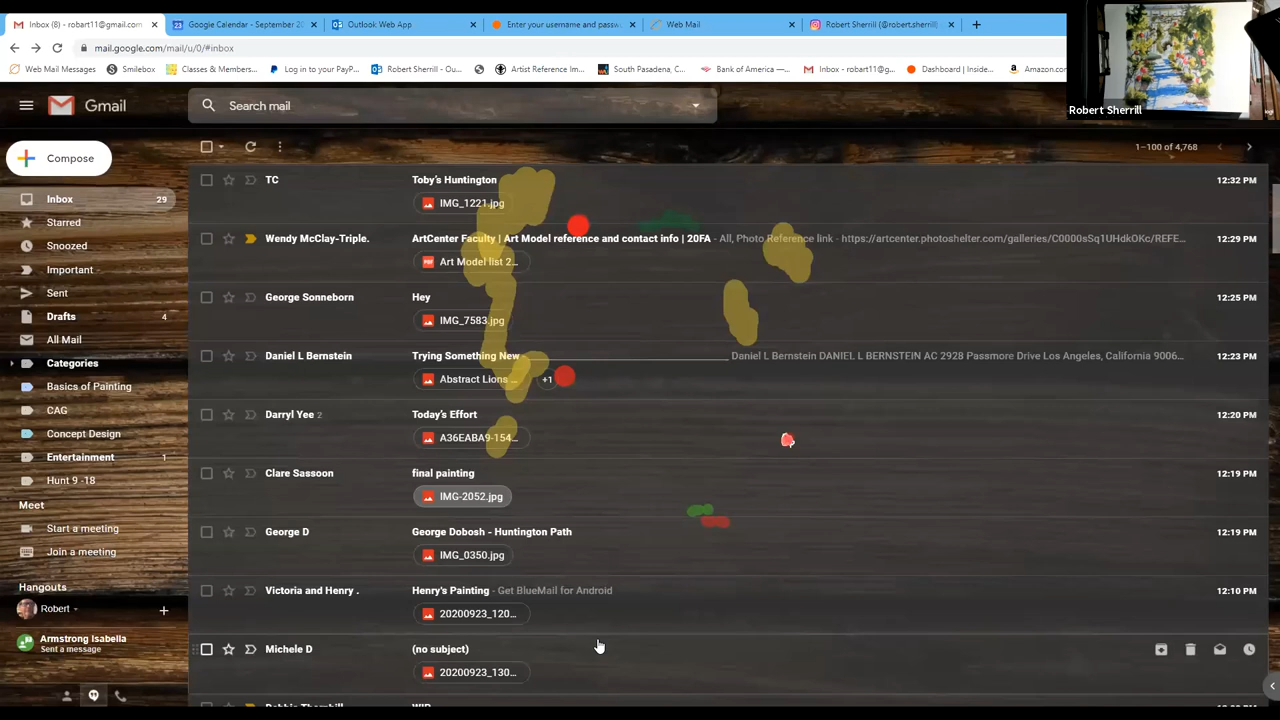 Inbox (8) - robart11@gmail.com
Google Calendar - September 20
Outlook Web App
Enter your username and passw
Web Mail
Robert Sherrill (@robert.sherrill)
mail.google.com/mail/u/0/#inbox
Web Mail Messages
Smilebox
Classes & Members...
Log in to your PayP...
Robert Sherrill - Ou...
Artist Reference Im...
South Pasadena, C...
Bank of America —...
Inbox - robart11@g...
Dashboard | Inside...
Amazon.com
Robert Sherrill
Gmail
Search mail
Compose
1–100 of 4,768
Inbox 29
Starred
Snoozed
Important
Sent
Drafts 4
All Mail
Categories
Basics of Painting
CAG
Concept Design
Entertainment 1
Hunt 9 -18
Meet
Start a meeting
Join a meeting
Hangouts
Robert
Armstrong Isabella
Sent a message
TC Toby's Huntington 12:32 PM
IMG_1221.jpg
Wendy McClay-Triple. ArtCenter Faculty | Art Model reference and contact info | 20FA - All, Photo Reference link - https://artcenter.photoshelter.com/galleries/C0000sSq1UHdkOKc/REFE... 12:29 PM
PDF Art Model list 2...
George Sonneborn Hey 12:25 PM
IMG_7583.jpg
Daniel L Bernstein Trying Something New Daniel L Bernstein DANIEL L BERNSTEIN AC 2928 Passmore Drive Los Angeles, California 9006... 12:23 PM
Abstract Lions ... +1
Darryl Yee 2 Today's Effort 12:20 PM
A36EABA9-154...
Clare Sassoon final painting 12:19 PM
IMG-2052.jpg
George D George Dobosh - Huntington Path 12:19 PM
IMG_0350.jpg
Victoria and Henry . Henry's Painting - Get BlueMail for Android 12:10 PM
20200923_120...
Michele D (no subject)
20200923_130...